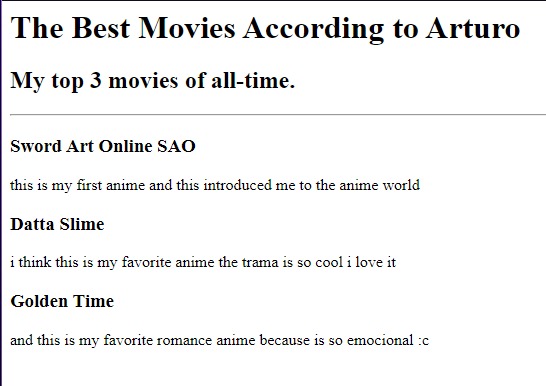 The Best Movies According to Arturo
My top 3 movies of all-time.
Sword Art Online SAO
this is my first anime and this introduced me to the anime world
Datta Slime
i think this is my favorite anime the trama is so cool i love it
Golden Time
and this is my favorite romance anime because is so emocional :c